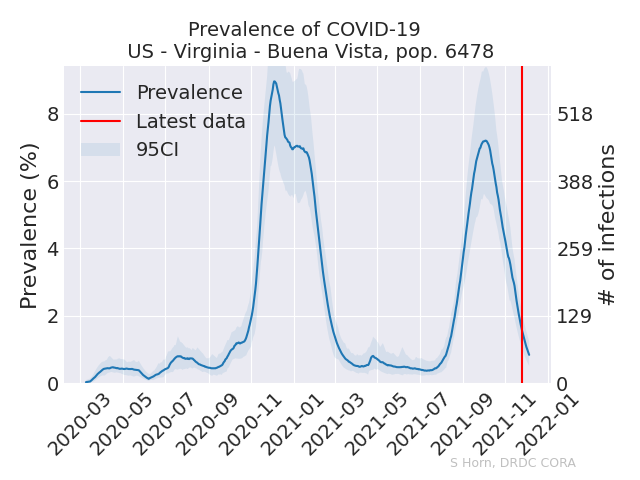 Prevalence of COVID-19
US - Virginia - Buena Vista, pop. 6478
Prevalence
Latest data
95CI
Prevalence (%)
8
6
4
2
0
518
388
259
129
0
# of infections
2020-03
2020-05
2020-07
2020-09
2020-11
2021-01
2021-03
2021-05
2021-07
2021-09
2021-11
2022-01
S Horn, DRDC CORA